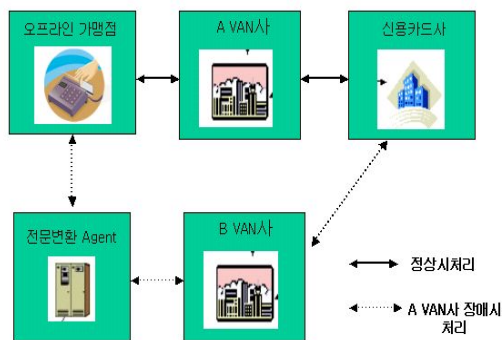 오프라인 가맹점
A VAN사
신용카드사
전문변환 Agent
B VAN사
정상시처리
A VAN사 장애시
처리